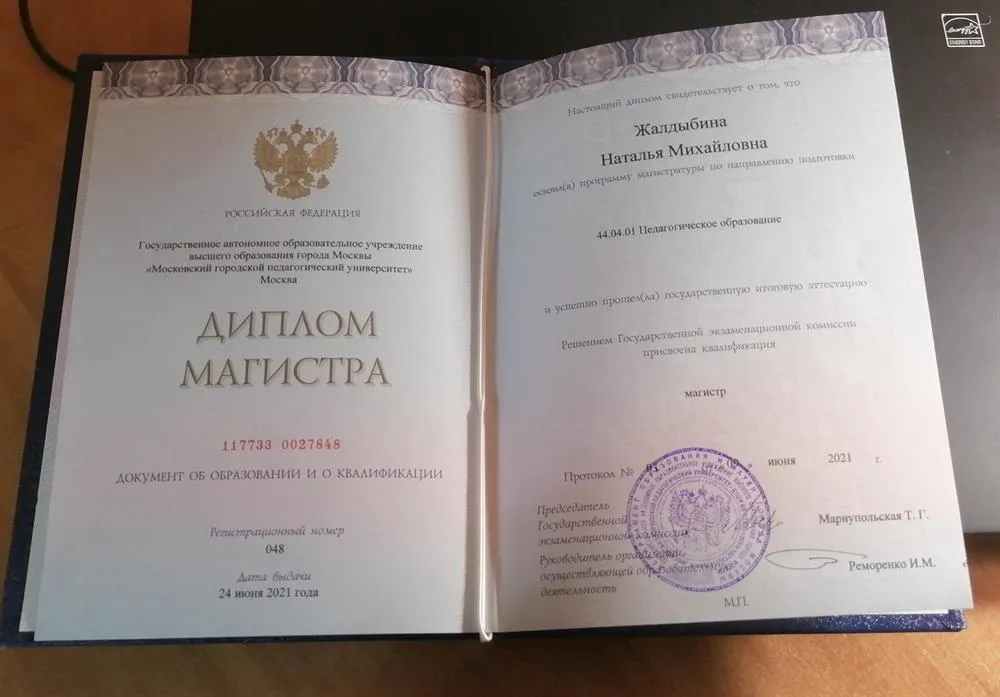 РОССИЙСКАЯ ФЕДЕРАЦИЯ
Государственное автономное образовательное учреждение
высшего образования города Москвы
«Московский городской педагогический университет»
Москва
ДИПЛОМ
МАГИСТРА
117733 0027848
ДОКУМЕНТ ОБ ОБРАЗОВАНИИ И О КВАЛИФИКАЦИИ
Регистрационный номер
048
Дата выдачи
24 июня 2021 года
Настоящий диплом свидетельствует о том, что
Жалдыбина
Наталья Михайловна
освоил(а) программу магистратуры по направлению подготовки
44.04.01 Педагогическое образование
и успешно прошел(ла) государственную итоговую аттестацию
Решением Государственной экзаменационной комиссии
присвоена квалификация
магистр
Протокол № июня 2021 г.
Председатель
Государственной
экзаменационной комиссии
Мариупольская Т. Г.
Руководитель организации,
осуществляющей образовательную
деятельность
Реморенко И.М.
М.П.
ENERGY STAR